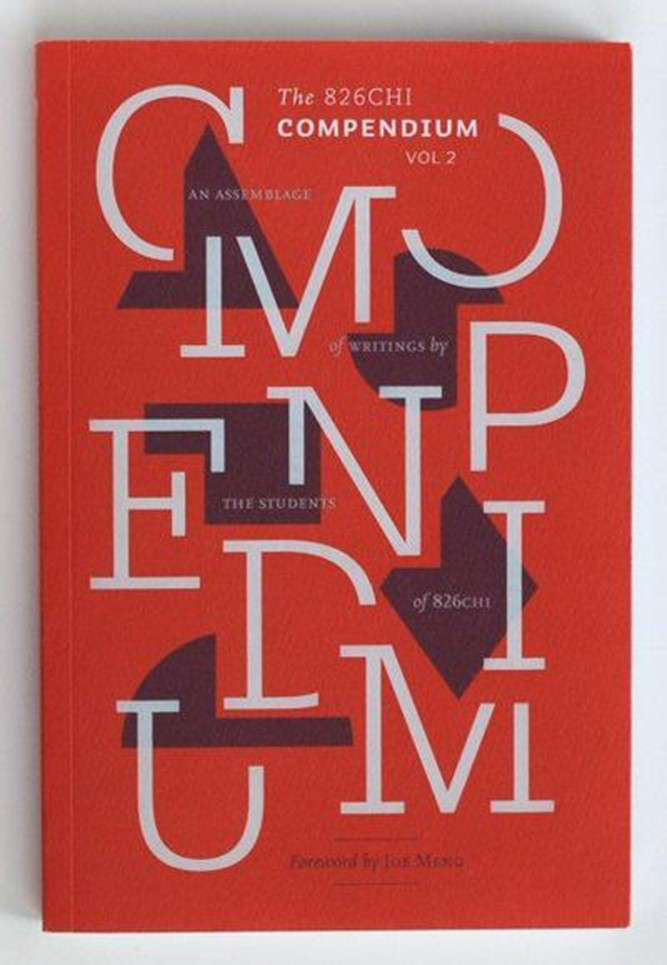 The 826CHI
COMPENDIUM
VOL 2
C O
AN ASSEMBLAGE
M
of WRITINGS by
P
E N
THE STUDENTS
D I
of 826CHI
U M
Foreword by JOE MENO